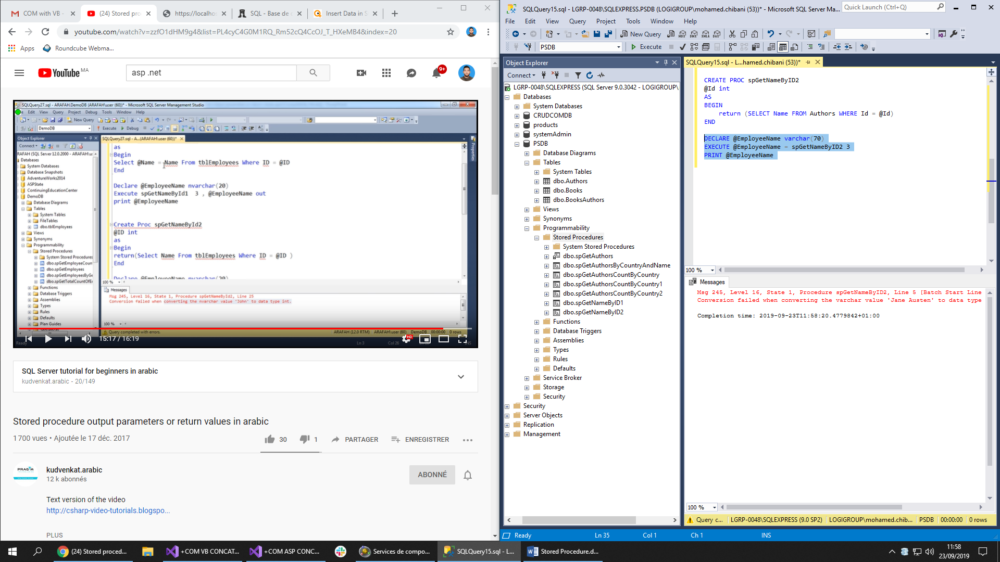 COM with VB -
(24) Stored pro
https://localho
SQL - Base de d
Insert Data in S
youtube.com/watch?v=zzfO1dHM9g4&list=PL4cyC4G0M1RQ_Rm52cQ4CcOJ_T_HXeMB4&index=20
Apps
Roundcube Webma...
YouTube MA
asp .net
9+
SQLQuery27.sql - ARAFAH.DemoDB (ARAFAH\user (60))* - Microsoft SQL Server Management Studio
e Edit View Query Project Debug Tools Window Help
New Query
DemoDB
Execute
Debug
Object Explorer
Connect
RAFAH (SQL Server 12.0.2000 - ARAFAH\us
Databases
System Databases
Database Snapshots
AdventureWorks2014
ASPState
ContinuingEducationCenter
DemoDB
Database Diagrams
Tables
System Tables
FileTables
dbo.tblEmployees
Views
Synonyms
Programmability
Stored Procedures
System Stored Procedures
dbo.spGetEmployeeCoun
dbo.spGetEmployees
dbo.spGetEmployeesByGe
dbo.spGetTotalCountOfEr
Functions
Database Triggers
Assemblies
Types
Rules
Defaults
Plan Guides
Sequences
SQLQuery27.sql - A...(ARAFAH\user (60))*
Properties
as
Begin
Select @Name = Name From tblEmployees Where ID = @ID
End
Declare @EmployeeName nvarchar(20)
Execute spGetNameById1 3 , @EmployeeName out
print @EmployeeName
Create Proc spGetNameById2
@ID int
as
Begin
return(Select Name From tblEmployees Where ID = @ID )
End
Declare @EmployeeName nvarchar(20)
100 %
Messages
Msg 245, Level 16, State 1, Procedure spGetNameById2, Line 25
Conversion failed when converting the nvarchar value 'John' to data type int.
100 %
Query completed with errors.
ARAFAH (12.0 RTM)
ARAFAH\user (60)
DemoDB
00:00:00
0 rows
Ready
Ln 3
Col 26
INS
15:17 / 16:19
HD
SQL Server tutorial for beginners in arabic
kudvenkat.arabic - 20/149
Stored procedure output parameters or return values in arabic
1 700 vues • Ajoutée le 17 déc. 2017
30
1
PARTAGER
ENREGISTRER
PRAGIM
kudvenkat.arabic
12 k abonnés
ABONNÉ
Text version of the video
http://csharp-video-tutorials.blogspo...
PLUS
SQLQuery15.sql - LGRP-0048\SQLEXPRESS.PSDB (LOGIGROUP\mohamed.chibani (53))* - Microsoft SQL Server Ma...
Quick Launch (Ctrl+Q)
File Edit View Query Project Tools Window Help
New Query
MDX DMX XMLA DAX
PSDB
Execute
Object Explorer
Connect
LGRP-0048\SQLEXPRESS (SQL Server 9.0.3042 - LOGIGROUP\
Databases
System Databases
CRUDCOMDB
products
systemAdmin
PSDB
Database Diagrams
Tables
System Tables
dbo.Authors
dbo.Books
dbo.BooksAuthors
Views
Synonyms
Programmability
Stored Procedures
System Stored Procedures
dbo.spGetAuthors
dbo.spGetAuthorsByCountryAndName
dbo.spGetAuthorsCountByCountry
dbo.spGetAuthorsCountByCountry1
dbo.spGetAuthorsCountByCountry2
dbo.spGetNameByID1
dbo.spGetNameByID2
Functions
Database Triggers
Assemblies
Types
Rules
Defaults
Service Broker
Storage
Security
Security
Server Objects
Replication
Management
SQLQuery15.sql - L...hamed.chibani (53))*
CREATE PROC spGetNameByID2
@Id int
AS
BEGIN
return (SELECT Name FROM Authors WHERE Id = @Id)
END
DECLARE @EmployeeName varchar(70)
EXECUTE @EmployeeName = spGetNameByID2 3
PRINT @EmployeeName
100 %
Messages
Msg 245, Level 16, State 1, Procedure spGetNameByID2, Line 5 [Batch Start Line
Conversion failed when converting the varchar value 'Jane Austen' to data type
Completion time: 2019-09-23T11:58:20.4779842+01:00
100 %
Query c...
LGRP-0048\SQLEXPRESS (9.0 SP2)
LOGIGROUP\mohamed.chib...
PSDB
00:00:00
0 rows
Ready
Ln 35
Col 1
Ch 1
INS
(24) Stored proced...
+COM VB CONCAT...
+COM ASP CONC...
Services de compo...
SQLQuery15.sql - L...
Stored Procedure.d...
11:58
23/09/2019